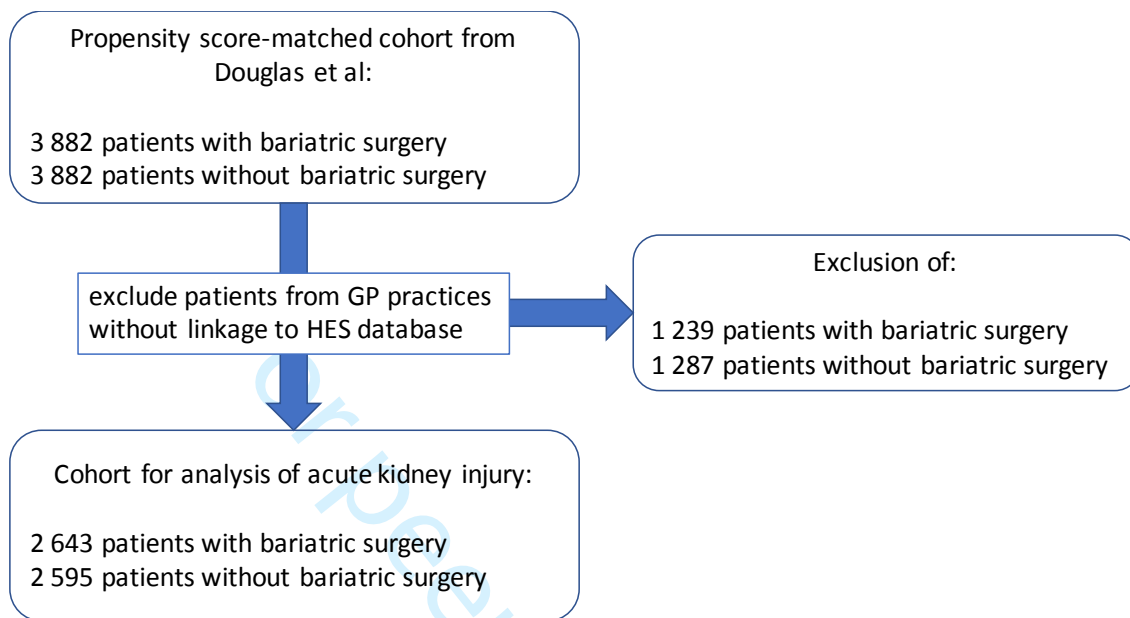 Propensity score-matched cohort from
Douglas et al:
3 882 patients with bariatric surgery
3 882 patients without bariatric surgery
exclude patients from GP practices
without linkage to HES database
Exclusion of:
1 239 patients with bariatric surgery
1 287 patients without bariatric surgery
Cohort for analysis of acute kidney injury:
2 643 patients with bariatric surgery
2 595 patients without bariatric surgery
or peer